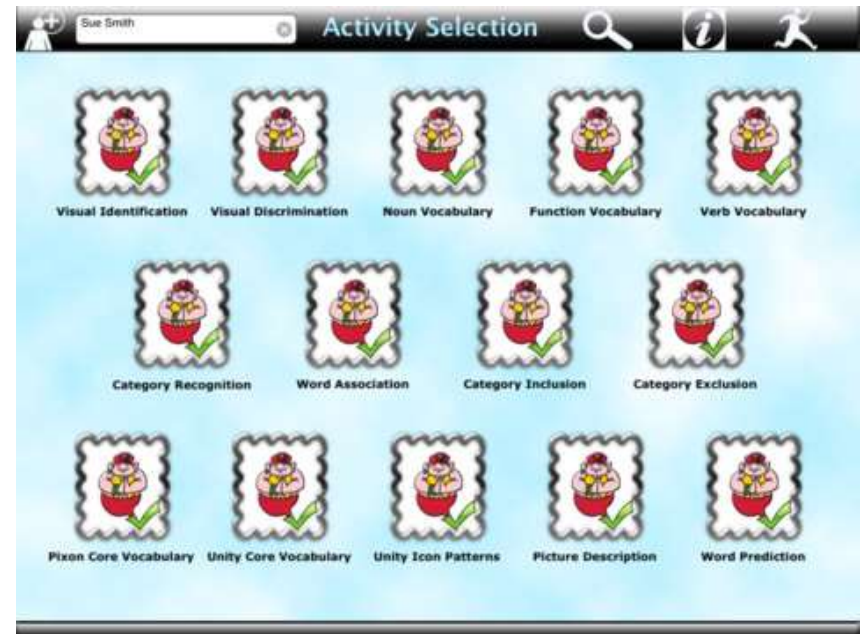 Sue Smith
Activity Selection
i
Visual Identification Visual Discrimination Noun Vocabulary Function Vocabulary Verb Vocabulary
Category Recognition Word Association Category Inclusion Category Exclusion
Pixon Core Vocabulary Unity Core Vocabulary Unity Icon Patterns Picture Description Word Prediction